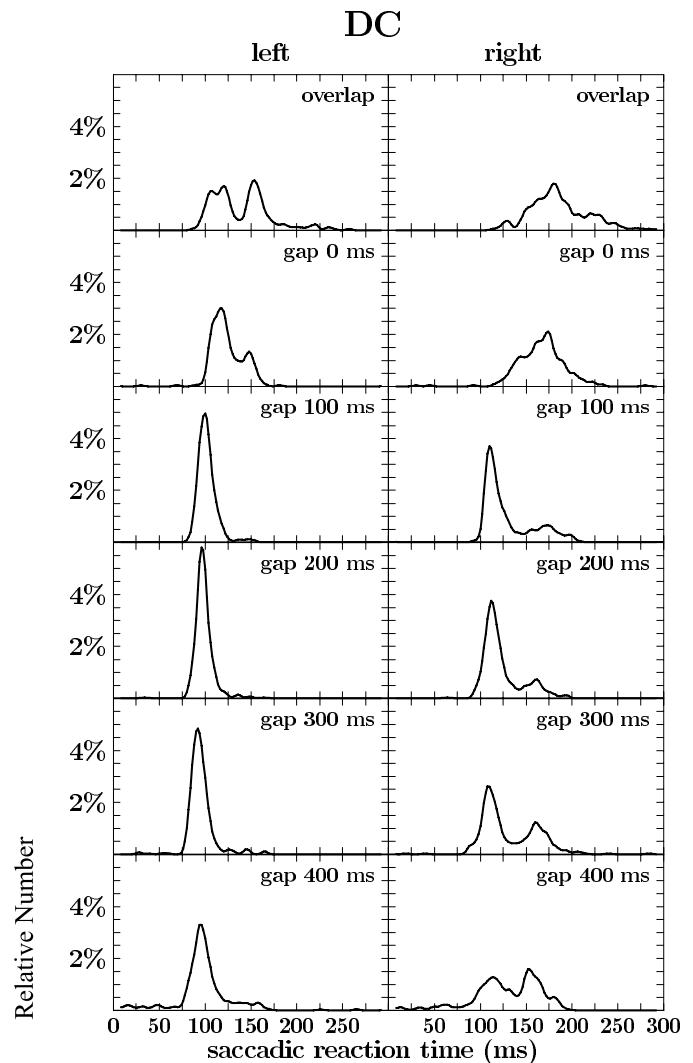 DC
left right
overlap overlap
4%
2%
gap 0 ms gap 0 ms
4%
2%
gap 100 ms gap 100 ms
4%
2%
gap 200 ms gap 200 ms
4%
2%
gap 300 ms gap 300 ms
4%
2%
gap 400 ms gap 400 ms
4%
2%
Relative Number
0 50 100 150 200 250 50 100 150 200 250 300
saccadic reaction time (ms)